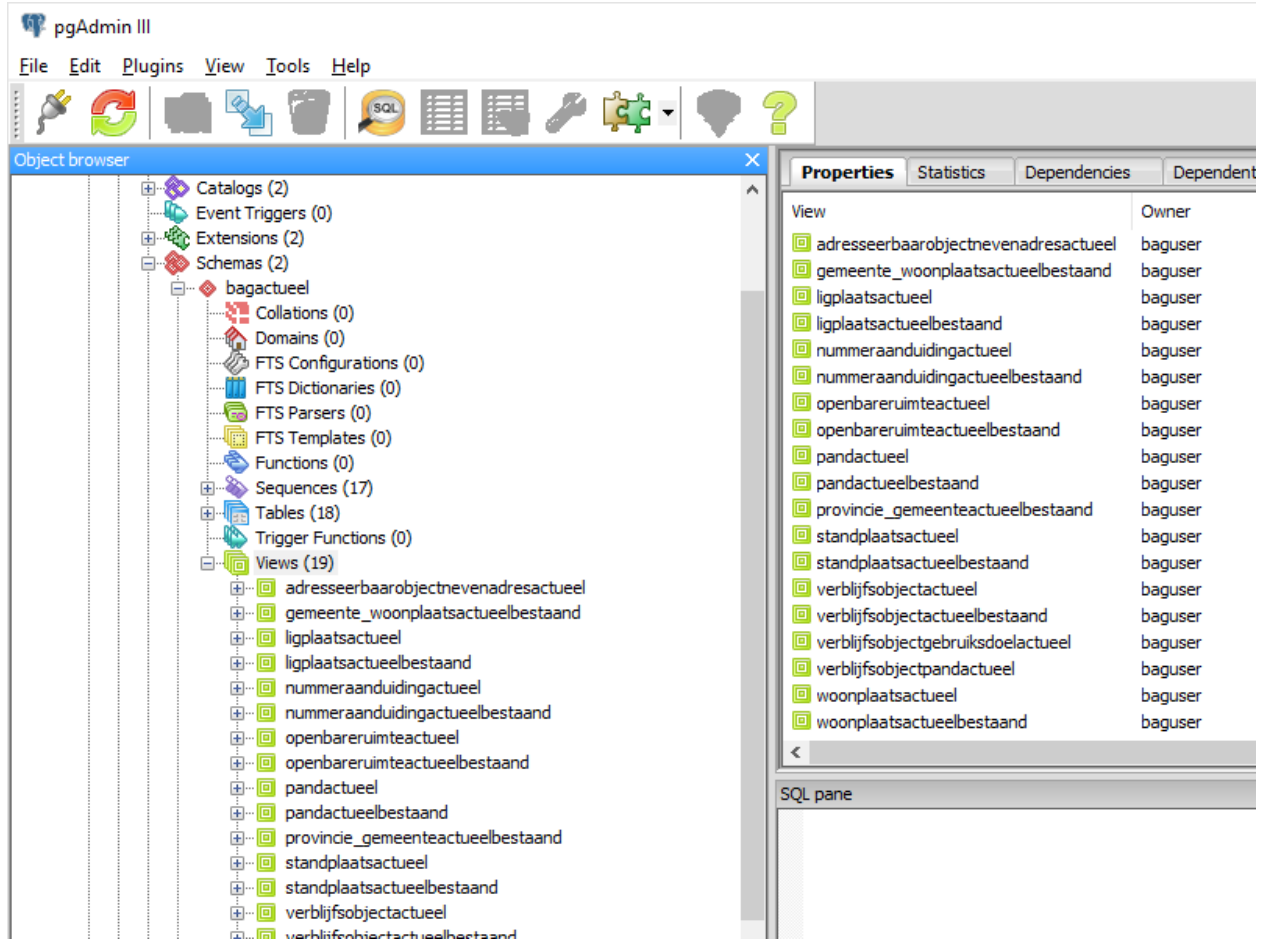 pgAdmin III
File Edit Plugins View Tools Help
SQL
Object browser
Catalogs (2)
Event Triggers (0)
Extensions (2)
Schemas (2)
bagactueel
Collations (0)
Domains (0)
FTS Configurations (0)
FTS Dictionaries (0)
FTS Parsers (0)
FTS Templates (0)
Functions (0)
Sequences (17)
Tables (18)
Trigger Functions (0)
Views (19)
adresseerbaarobjectnevenadresactueel
gemeente_woonplaatsactueelbestaand
ligplaatsactueel
ligplaatsactueelbestaand
nummeraanduidingactueel
nummeraanduidingactueelbestaand
openbareruimteactueel
openbareruimteactueelbestaand
pandactueel
pandactueelbestaand
provincie_gemeenteactueelbestaand
standplaatsactueel
standplaatsactueelbestaand
verblijfsobjectactueel
verblijfsobjectactueelbestaand
Properties Statistics Dependencies Dependent
View Owner
adresseerbaarobjectnevenadresactueel baguser
gemeente_woonplaatsactueelbestaand baguser
ligplaatsactueel baguser
ligplaatsactueelbestaand baguser
nummeraanduidingactueel baguser
nummeraanduidingactueelbestaand baguser
openbareruimteactueel baguser
openbareruimteactueelbestaand baguser
pandactueel baguser
pandactueelbestaand baguser
provincie_gemeenteactueelbestaand baguser
standplaatsactueel baguser
standplaatsactueelbestaand baguser
verblijfsobjectactueel baguser
verblijfsobjectactueelbestaand baguser
verblijfsobjectgebruiksdoelactueel baguser
verblijfsobjectpandactueel baguser
woonplaatsactueel baguser
woonplaatsactueelbestaand baguser
SQL pane